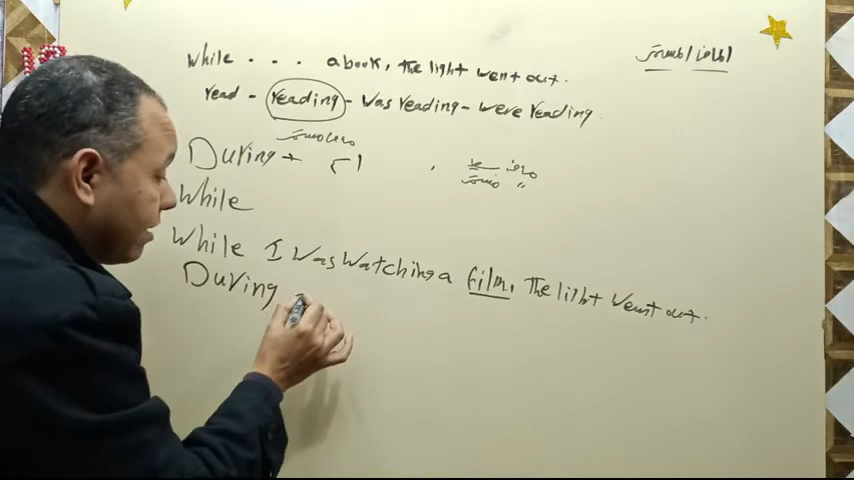 while . . . a book, the light went out.
read - reading - was reading - were reading.
During +
While
While I was watching a film, the light went out.
During